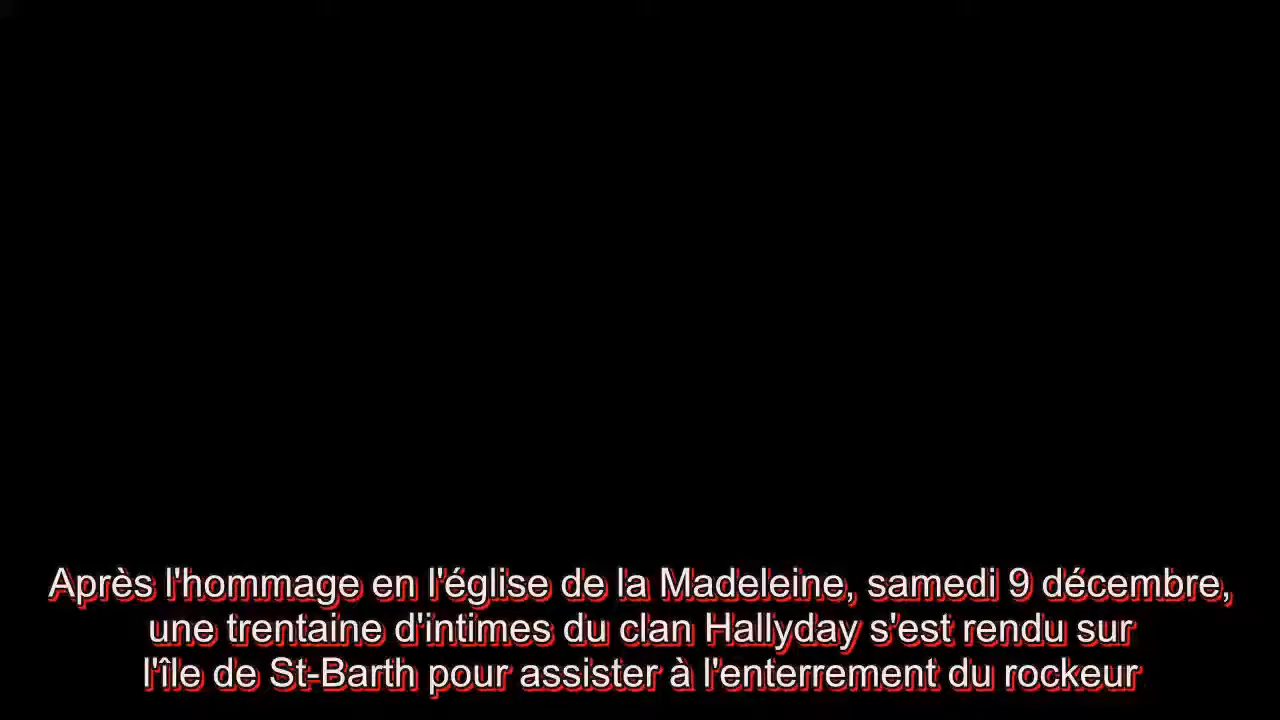 Après l'hommage en l'église de la Madeleine, samedi 9 décembre,
une trentaine d'intimes du clan Hallyday s'est rendu sur
l'île de St-Barth pour assister à l'enterrement du rockeur